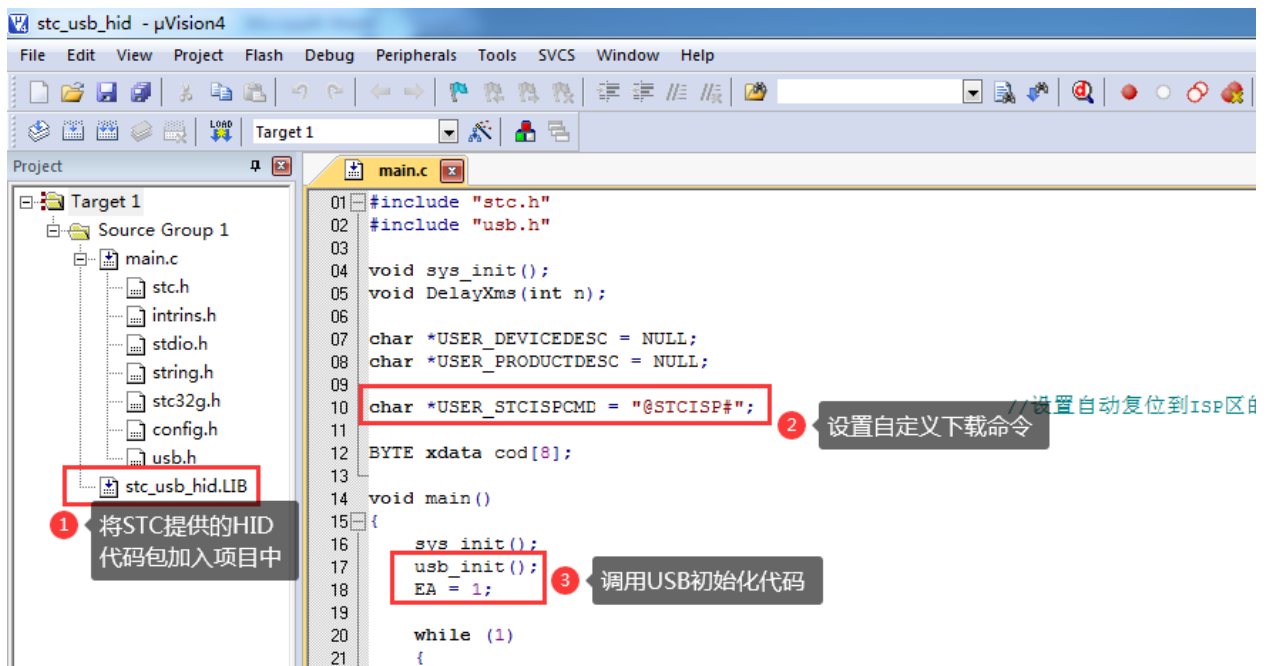 stc_usb_hid - µVision4
File Edit View Project Flash Debug Peripherals Tools SVCS Window Help
LOAD Target 1
Project
main.c
Target 1
Source Group 1
main.c
stc.h
intrins.h
stdio.h
string.h
stc32g.h
config.h
usb.h
stc_usb_hid.LIB
1 将STC提供的HID
代码包加入项目中
01 #include "stc.h"
02 #include "usb.h"
03
04 void sys_init();
05 void DelayXms(int n);
06
07 char *USER_DEVICEDESC = NULL;
08 char *USER_PRODUCTDESC = NULL;
09
10 char *USER_STCISPCMD = "@STCISP#"; //设置自动复位到ISP区的
2 设置自定义下载命令
11
12 BYTE xdata cod[8];
13
14 void main()
15 {
16 sys_init();
17 usb_init();
18 EA = 1;
3 调用USB初始化代码
19
20 while (1)
21 {